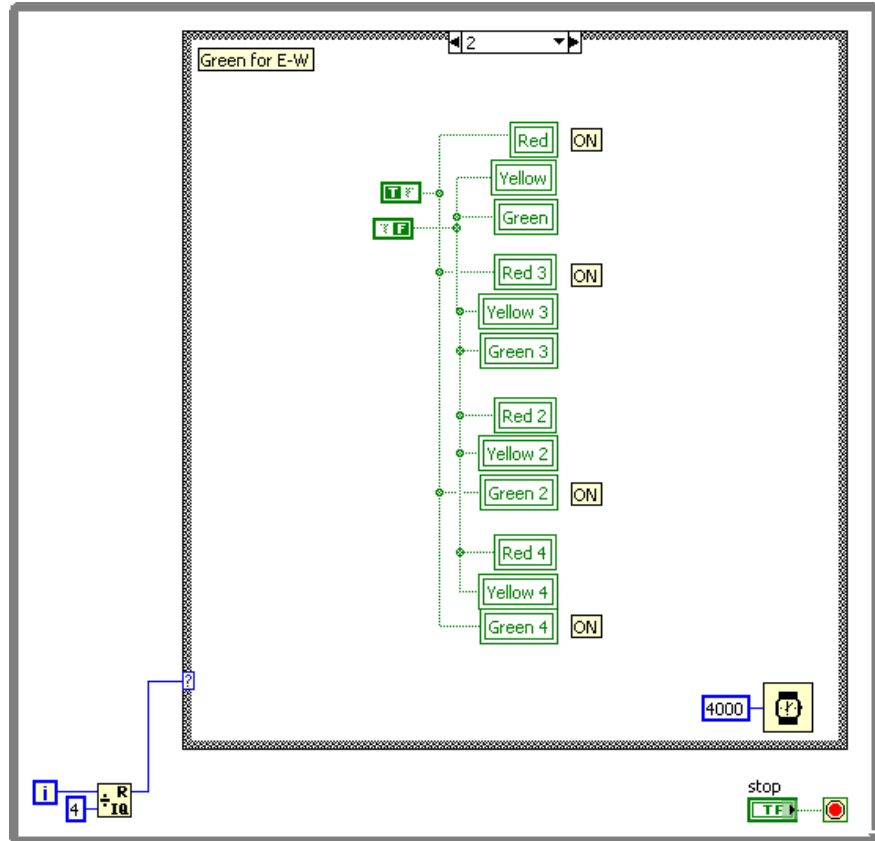 2
Green for E-W
Red ON
Yellow
T F
Green
T F
Red 3 ON
Yellow 3
Green 3
Red 2
Yellow 2
Green 2 ON
Red 4
Yellow 4
Green 4 ON
?
4000
i
4
R
IQ
stop
TF